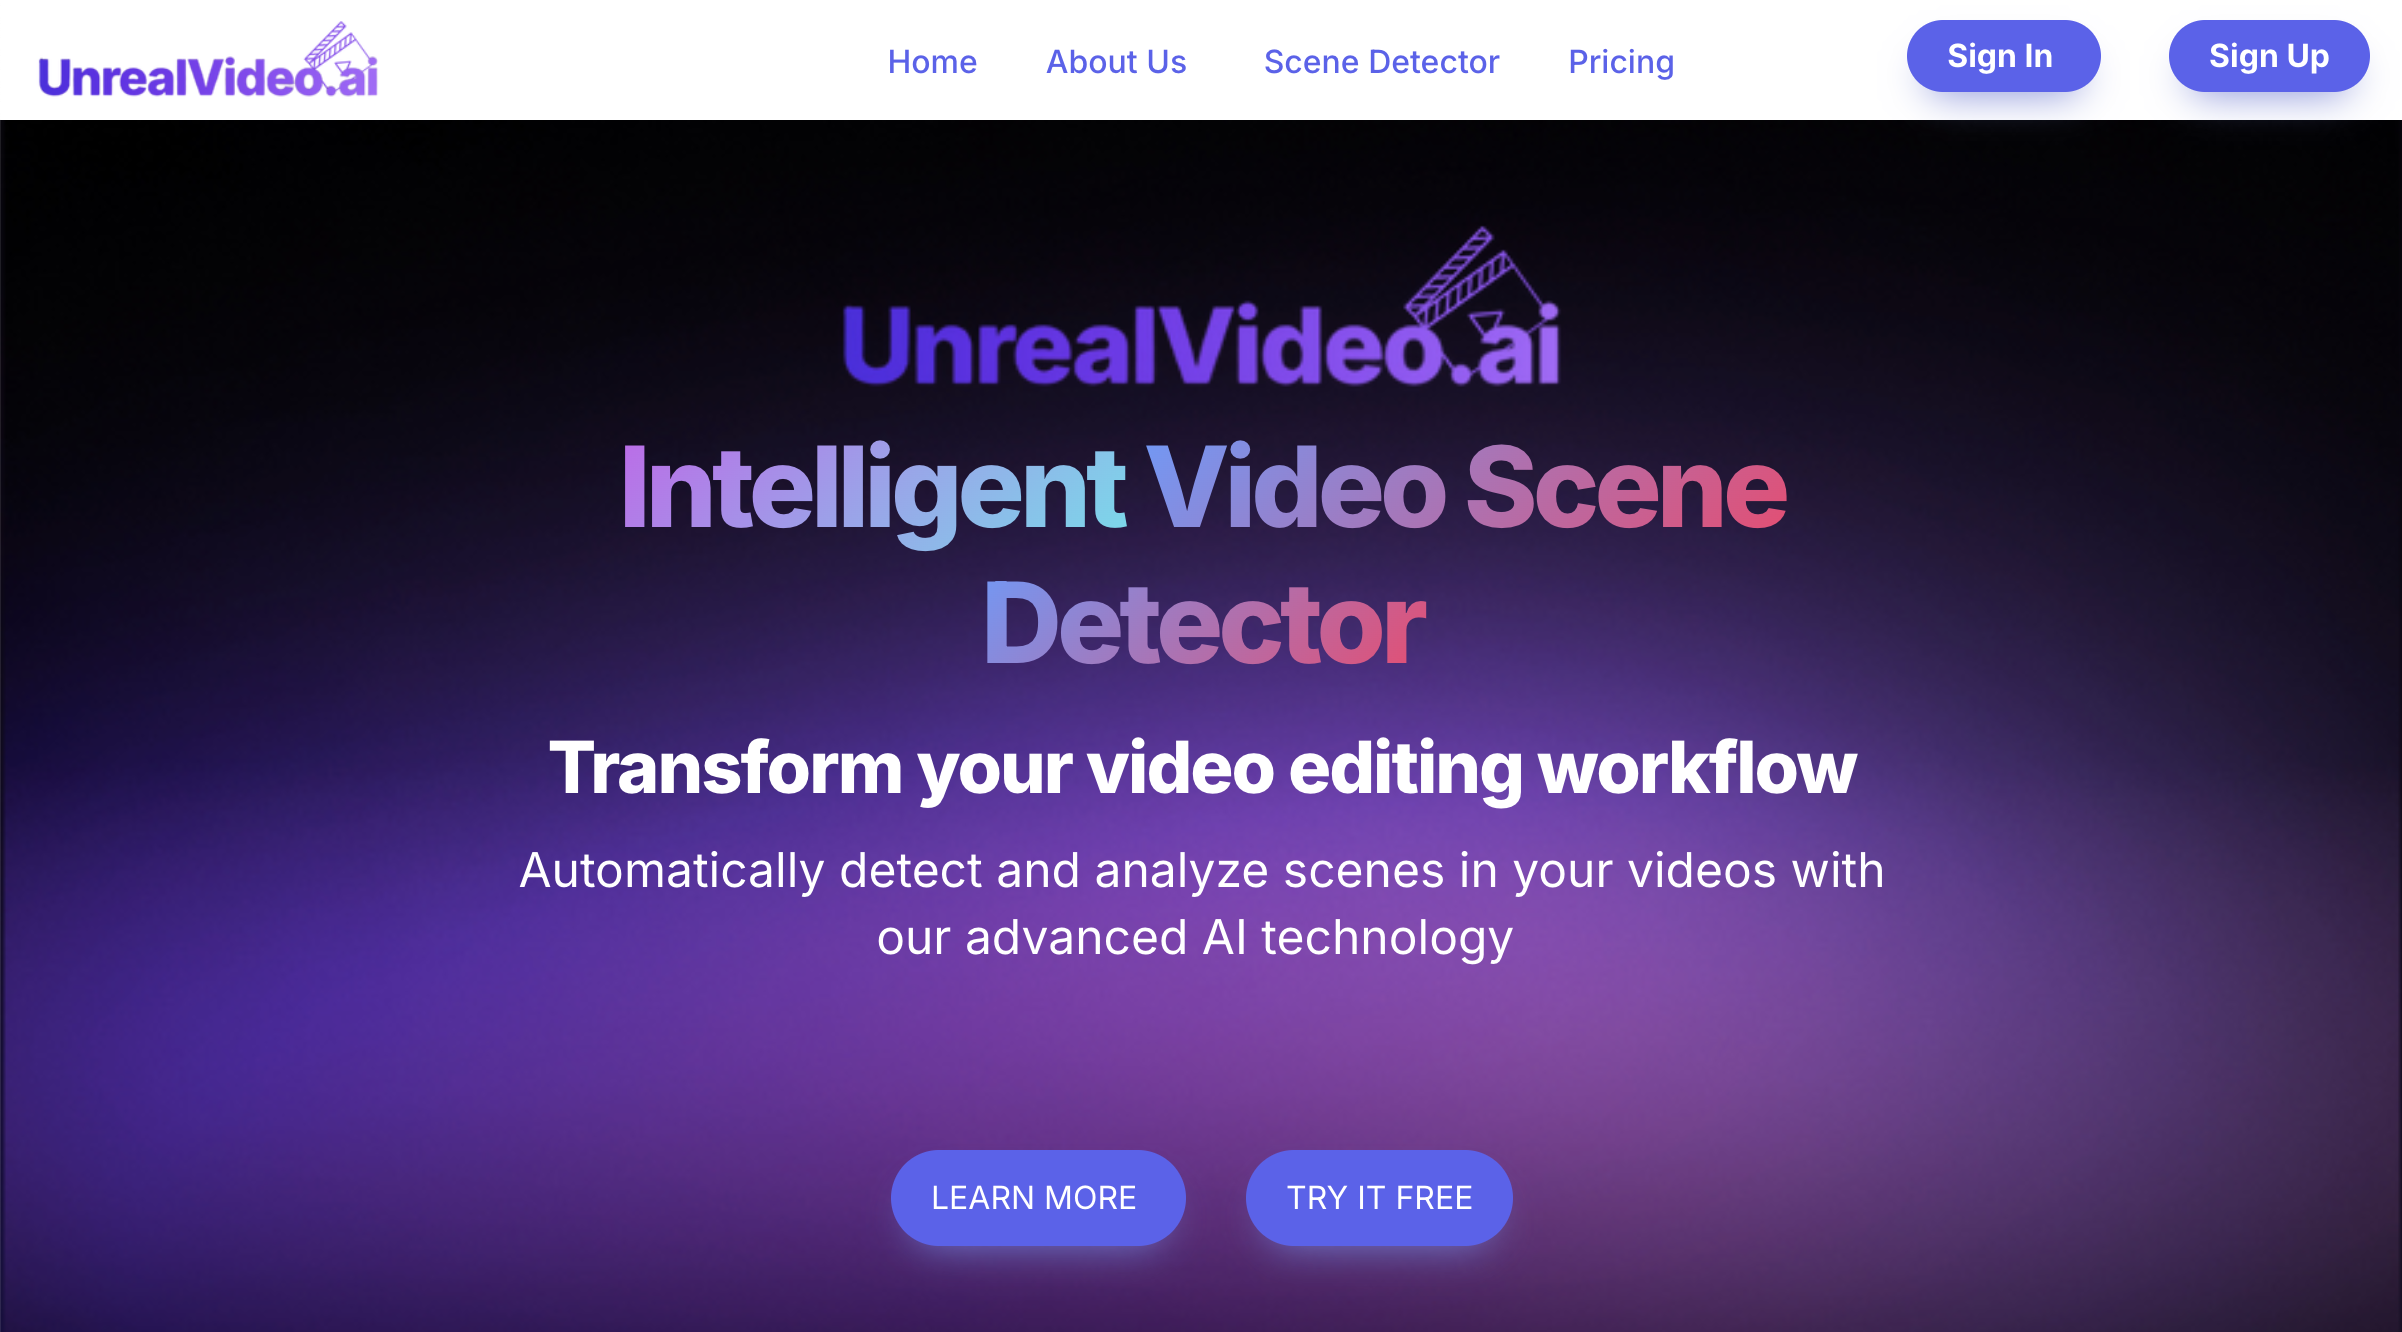 UnrealVideo.ai
Home
About Us
Scene Detector
Pricing
Sign In
Sign Up
UnrealVideo.ai
Intelligent Video Scene
Detector
Transform your video editing workflow
Automatically detect and analyze scenes in your videos with
our advanced AI technology
LEARN MORE
TRY IT FREE